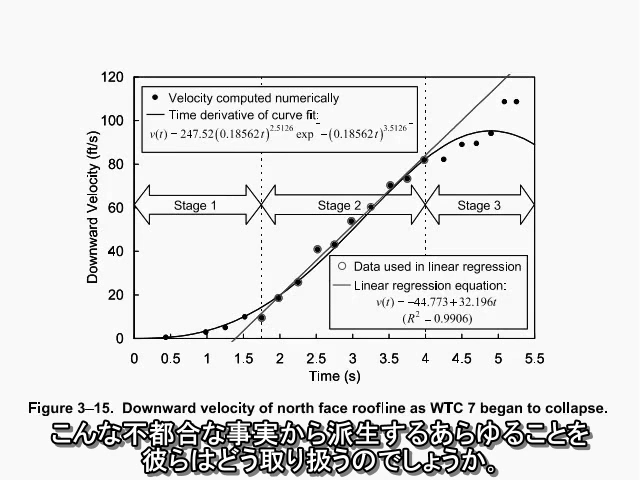 120
100
80
60
40
20
0
Downward Velocity (ft/s)
Velocity computed numerically
Time derivative of curve fit:
v(t) = 247.52(0.18562t)^2.5126 exp‾−(0.18562t)^3.5126‾
Stage 1
Stage 2
Stage 3
Data used in linear regression
Linear regression equation:
v(t) = −44.773+32.196t
(R² − 0.9906)
0 0.5 1 1.5 2 2.5 3 3.5 4 4.5 5 5.5
Time (s)
Figure 3–15. Downward velocity of north face roofline as WTC 7 began to collapse.
こんな不都合な事実から派生するあらゆることを
彼らはどう取り扱うのでしょうか。